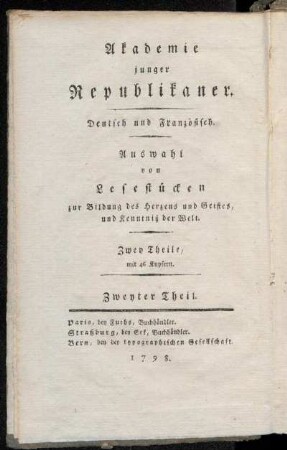 Akademie
junger
Republikaner.
Deutsch und Französisch.
Auswahl
von
Lesestücken
zur Bildung des Herzens und Geistes,
und Kenntniß der Welt.
Zwey Theile,
mit 46 Kupfern.
Zweyter Theil.
Paris, bey Fuchs, Buchhändler.
Straßburg, bey Eck, Buchhändler.
Bern, bey der typographischen Gesellschaft.
1798.